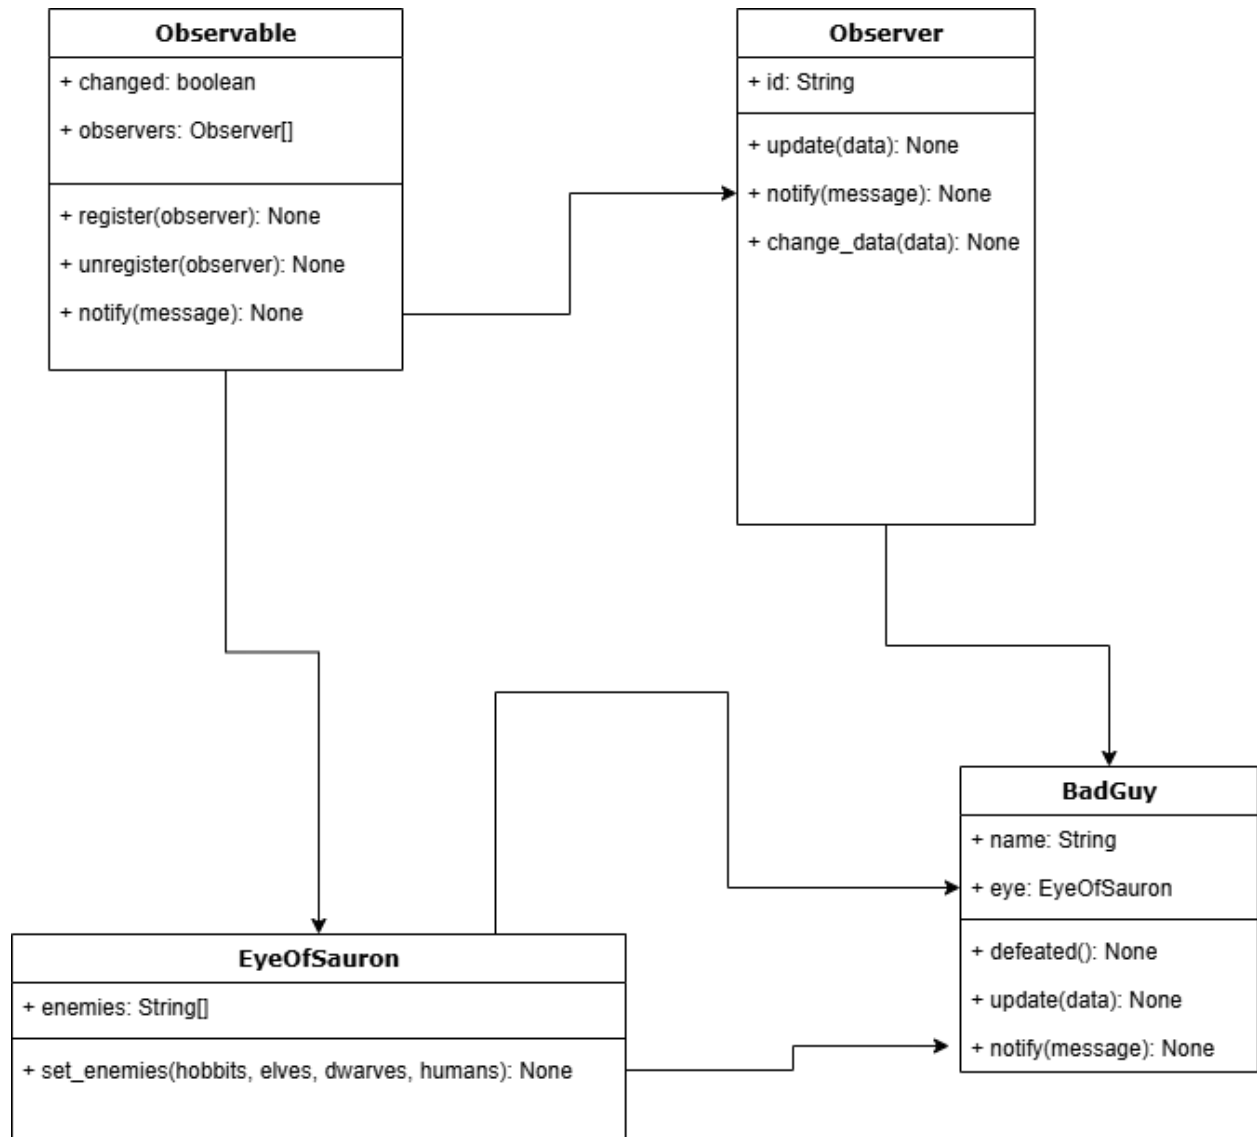 Observable
+ changed: boolean
+ observers: Observer[]
+ register(observer): None
+ unregister(observer): None
+ notify(message): None
Observer
+ id: String
+ update(data): None
+ notify(message): None
+ change_data(data): None
EyeOfSauron
+ enemies: String[]
+ set_enemies(hobbits, elves, dwarves, humans): None
BadGuy
+ name: String
+ eye: EyeOfSauron
+ defeated(): None
+ update(data): None
+ notify(message): None